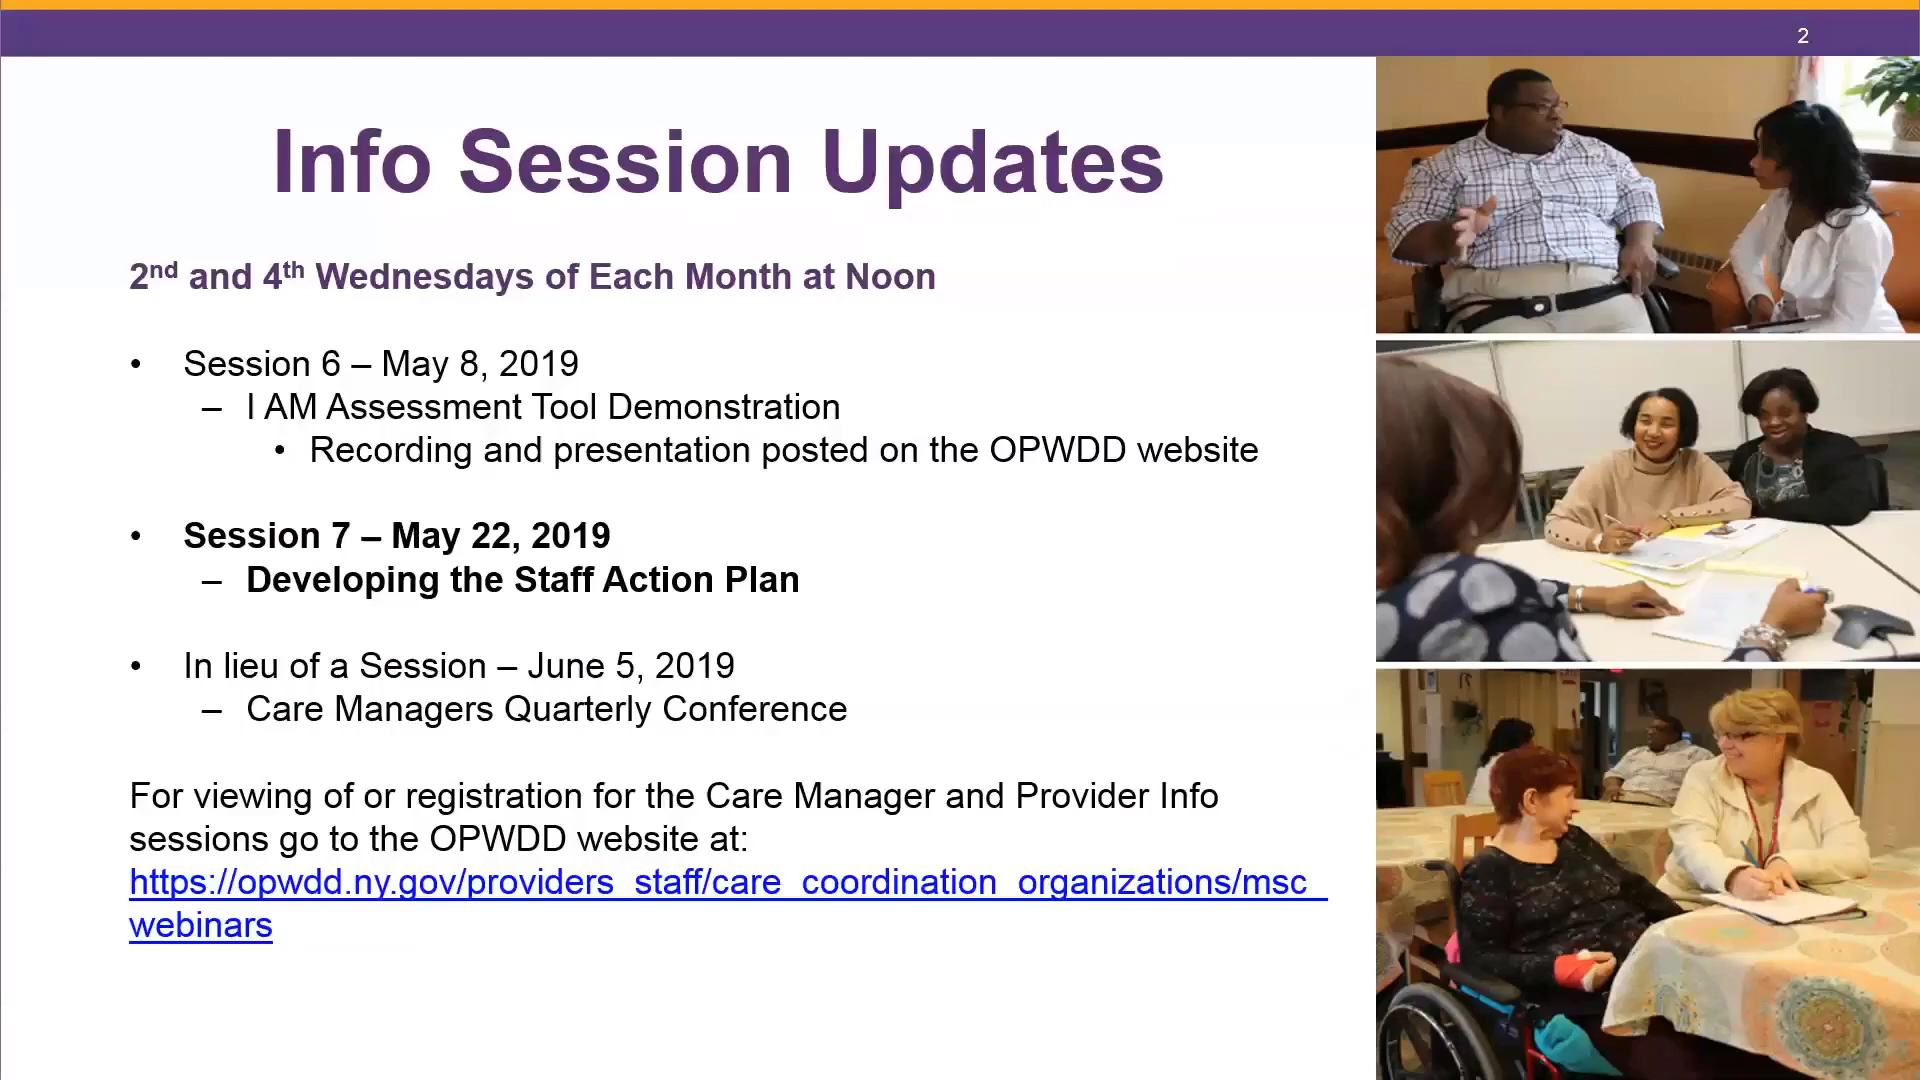 2
Info Session Updates
2nd and 4th Wednesdays of Each Month at Noon
• Session 6 – May 8, 2019
– I AM Assessment Tool Demonstration
• Recording and presentation posted on the OPWDD website
• Session 7 – May 22, 2019
– Developing the Staff Action Plan
• In lieu of a Session – June 5, 2019
– Care Managers Quarterly Conference
For viewing of or registration for the Care Manager and Provider Info
sessions go to the OPWDD website at:
https://opwdd.ny.gov/providers_staff/care_coordination_organizations/msc_
webinars